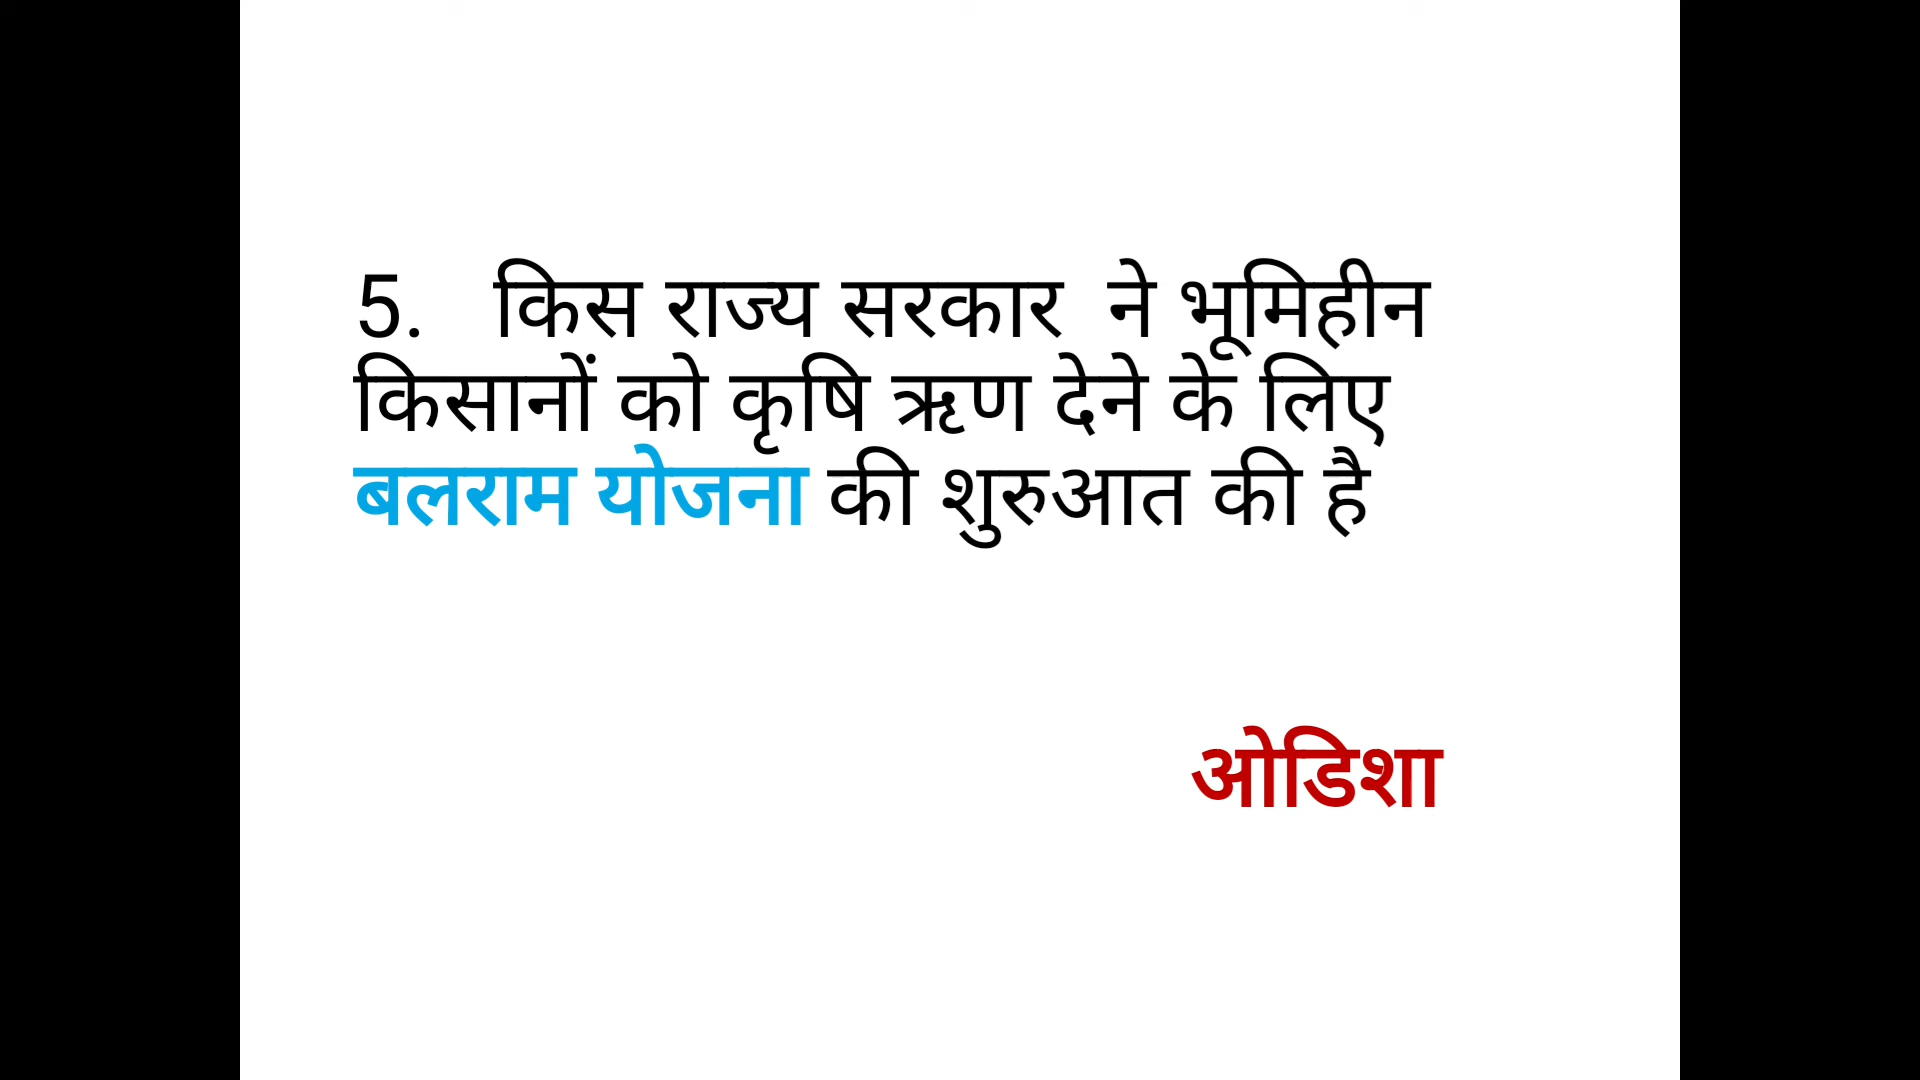 5. किस राज्य सरकार ने भूमिहीन
किसानों को कृषि ऋण देने के लिए
बलराम योजना की शुरुआत की है
ओडिशा